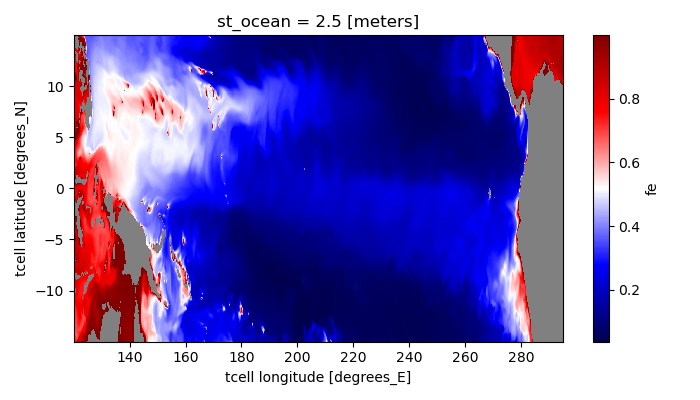 st_ocean = 2.5 [meters]
10
5
0
−5
−10
tcell latitude [degrees_N]
140 160 180 200 220 240 260 280
tcell longitude [degrees_E]
0.8
0.6
0.4
0.2
fe